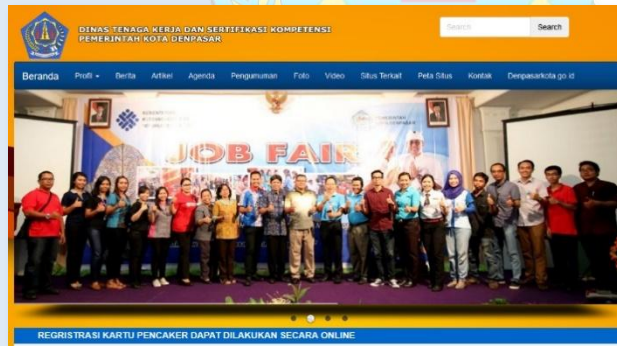 DINAS TENAGA KERJA DAN SERTIFIKASI KOMPETENSI
PEMERINTAH KOTA DENPASAR
Search Search
Beranda Profil Berita Artikel Agenda Pengumuman Foto Video Situs Terkait Peta Situs Kontak Denpasarkota.go.id
JOB FAIR
REGRISTRASI KARTU PENCAKER DAPAT DILAKUKAN SECARA ONLINE